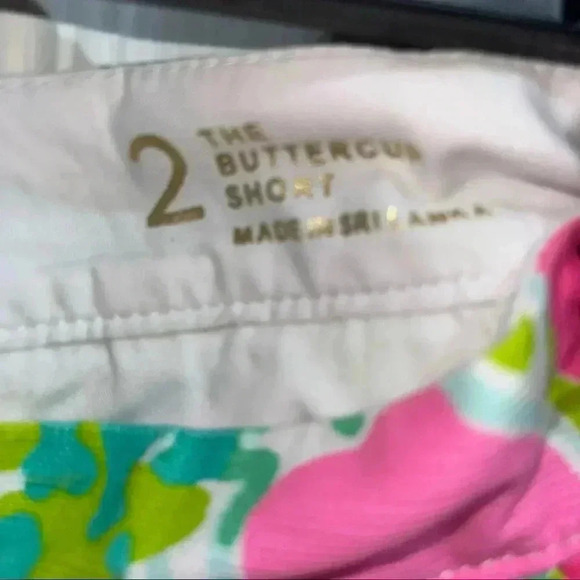 2
THE
BUTTERCUP
SHORT
MADE IN SRI LANKA